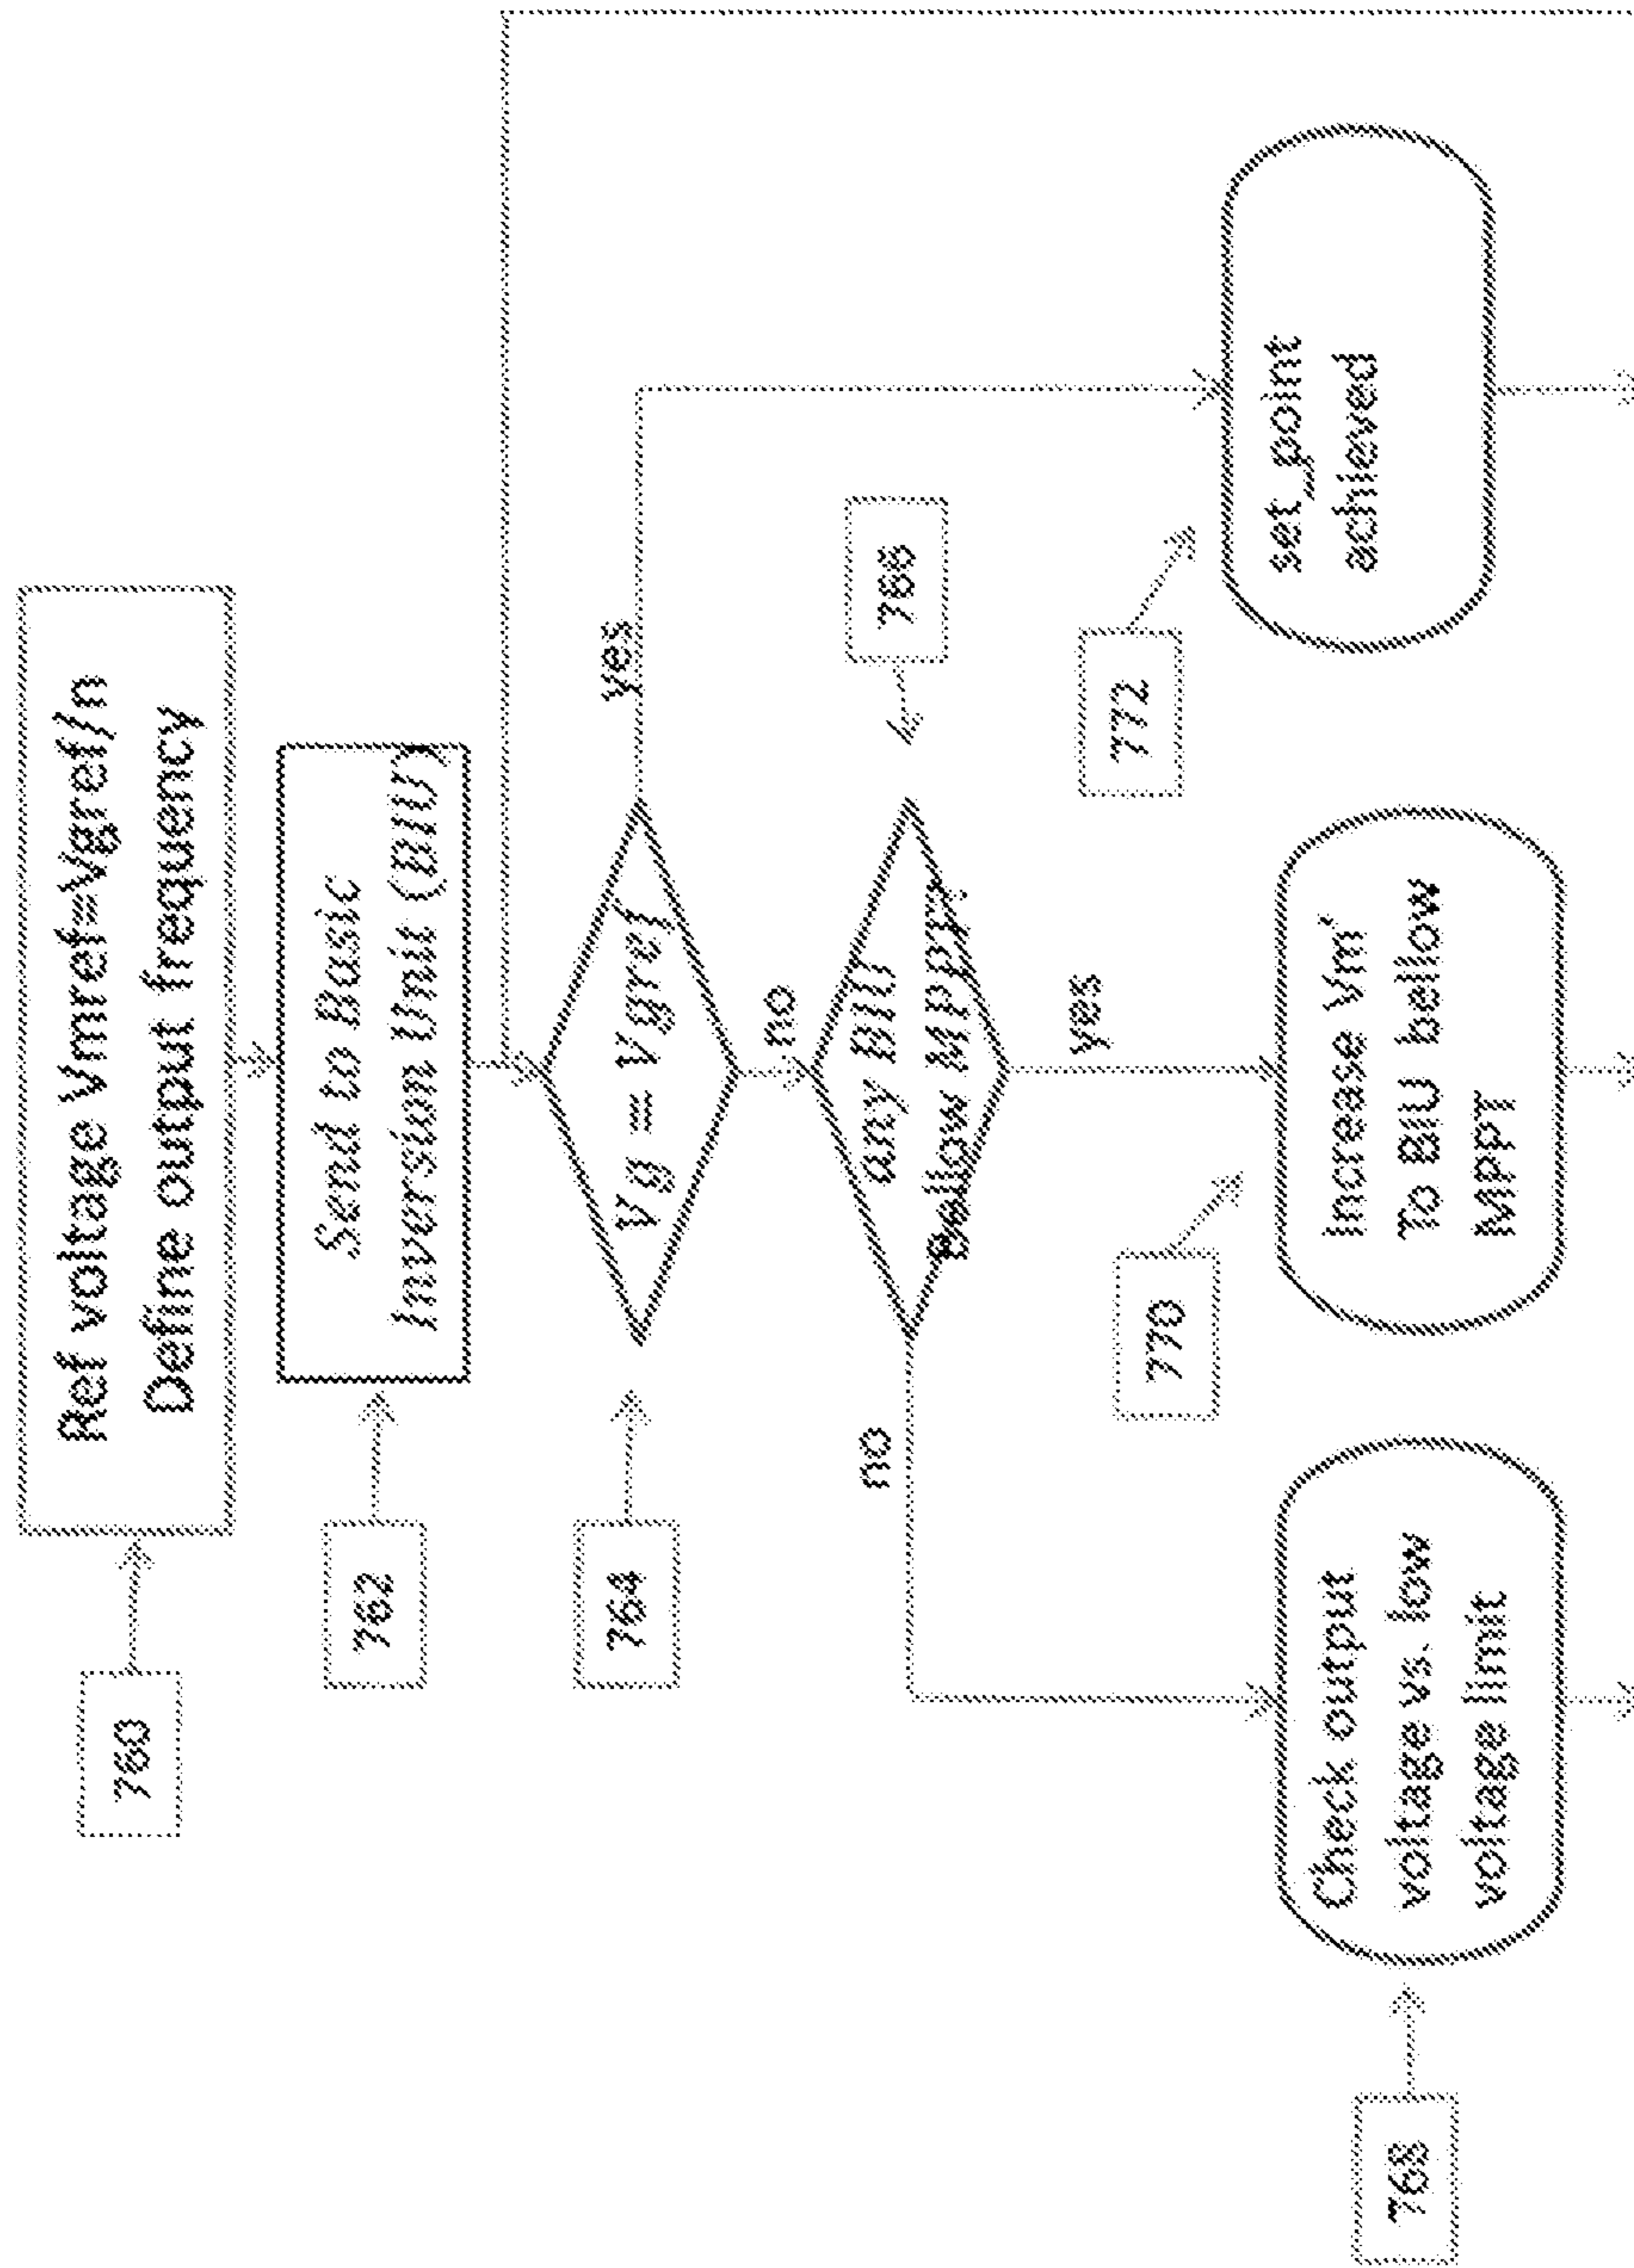 760
Ref voltage Vmref=Vgref/n
Define output frequency
762
Send to Basic
Inversion Unit (BIU)
764
Vg = Vgref
yes
no
766
any BIU
Bellow MPPT
no
yes
768
Check output
voltage vs. low
voltage limit
770
Increase Vm'
To BIU bellow
MPPT
772
set_point
achieved